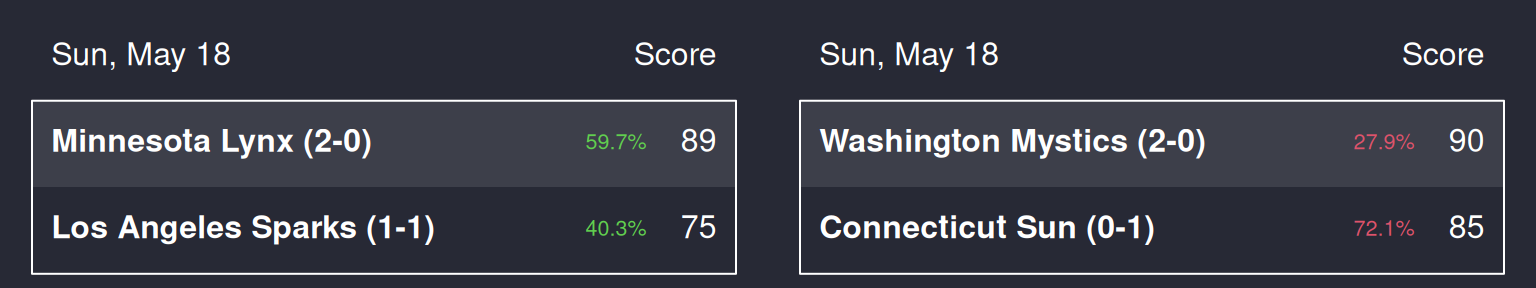 Sun, May 18 Score
Minnesota Lynx (2-0) 59.7% 89
Los Angeles Sparks (1-1) 40.3% 75
Sun, May 18 Score
Washington Mystics (2-0) 27.9% 90
Connecticut Sun (0-1) 72.1% 85